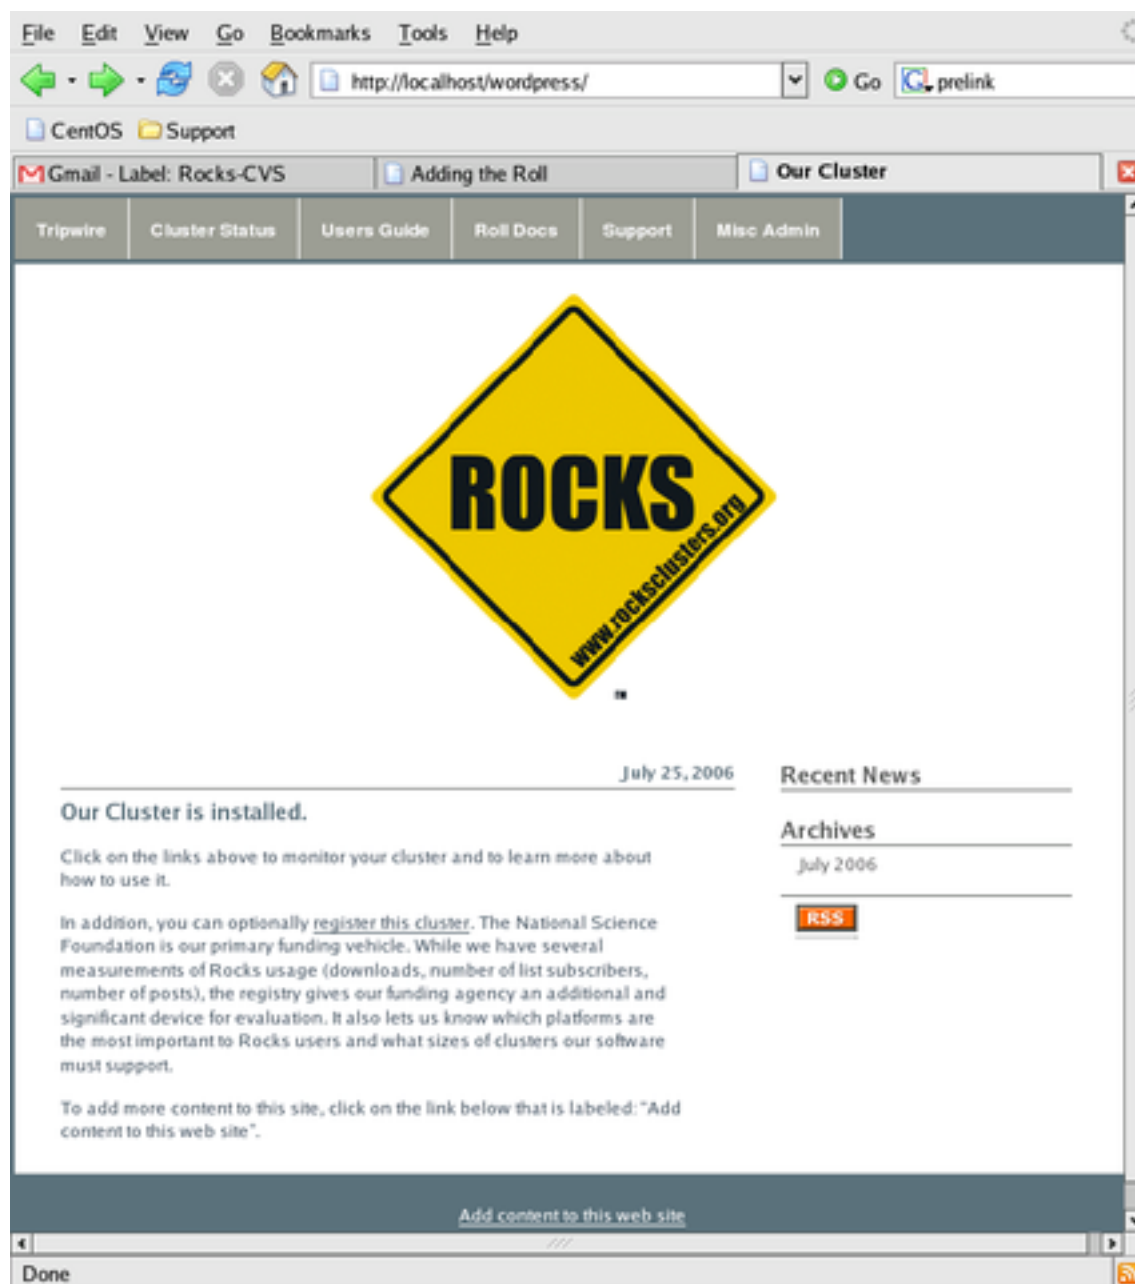 File Edit View Go Bookmarks Tools Help
http://localhost/wordpress/ Go prelink
CentOS Support
Gmail - Label: Rocks-CVS Adding the Roll Our Cluster
Tripwire Cluster Status Users Guide Roll Docs Support Misc Admin
ROCKS
www.rocksclusters.org
TM
July 25, 2006
Our Cluster is installed.
Click on the links above to monitor your cluster and to learn more about
how to use it.
In addition, you can optionally register this cluster. The National Science
Foundation is our primary funding vehicle. While we have several
measurements of Rocks usage (downloads, number of list subscribers,
number of posts), the registry gives our funding agency an additional and
significant device for evaluation. It also lets us know which platforms are
the most important to Rocks users and what sizes of clusters our software
must support.
To add more content to this site, click on the link below that is labeled: "Add
content to this web site".
Recent News
Archives
July 2006
RSS
Add content to this web site
Done